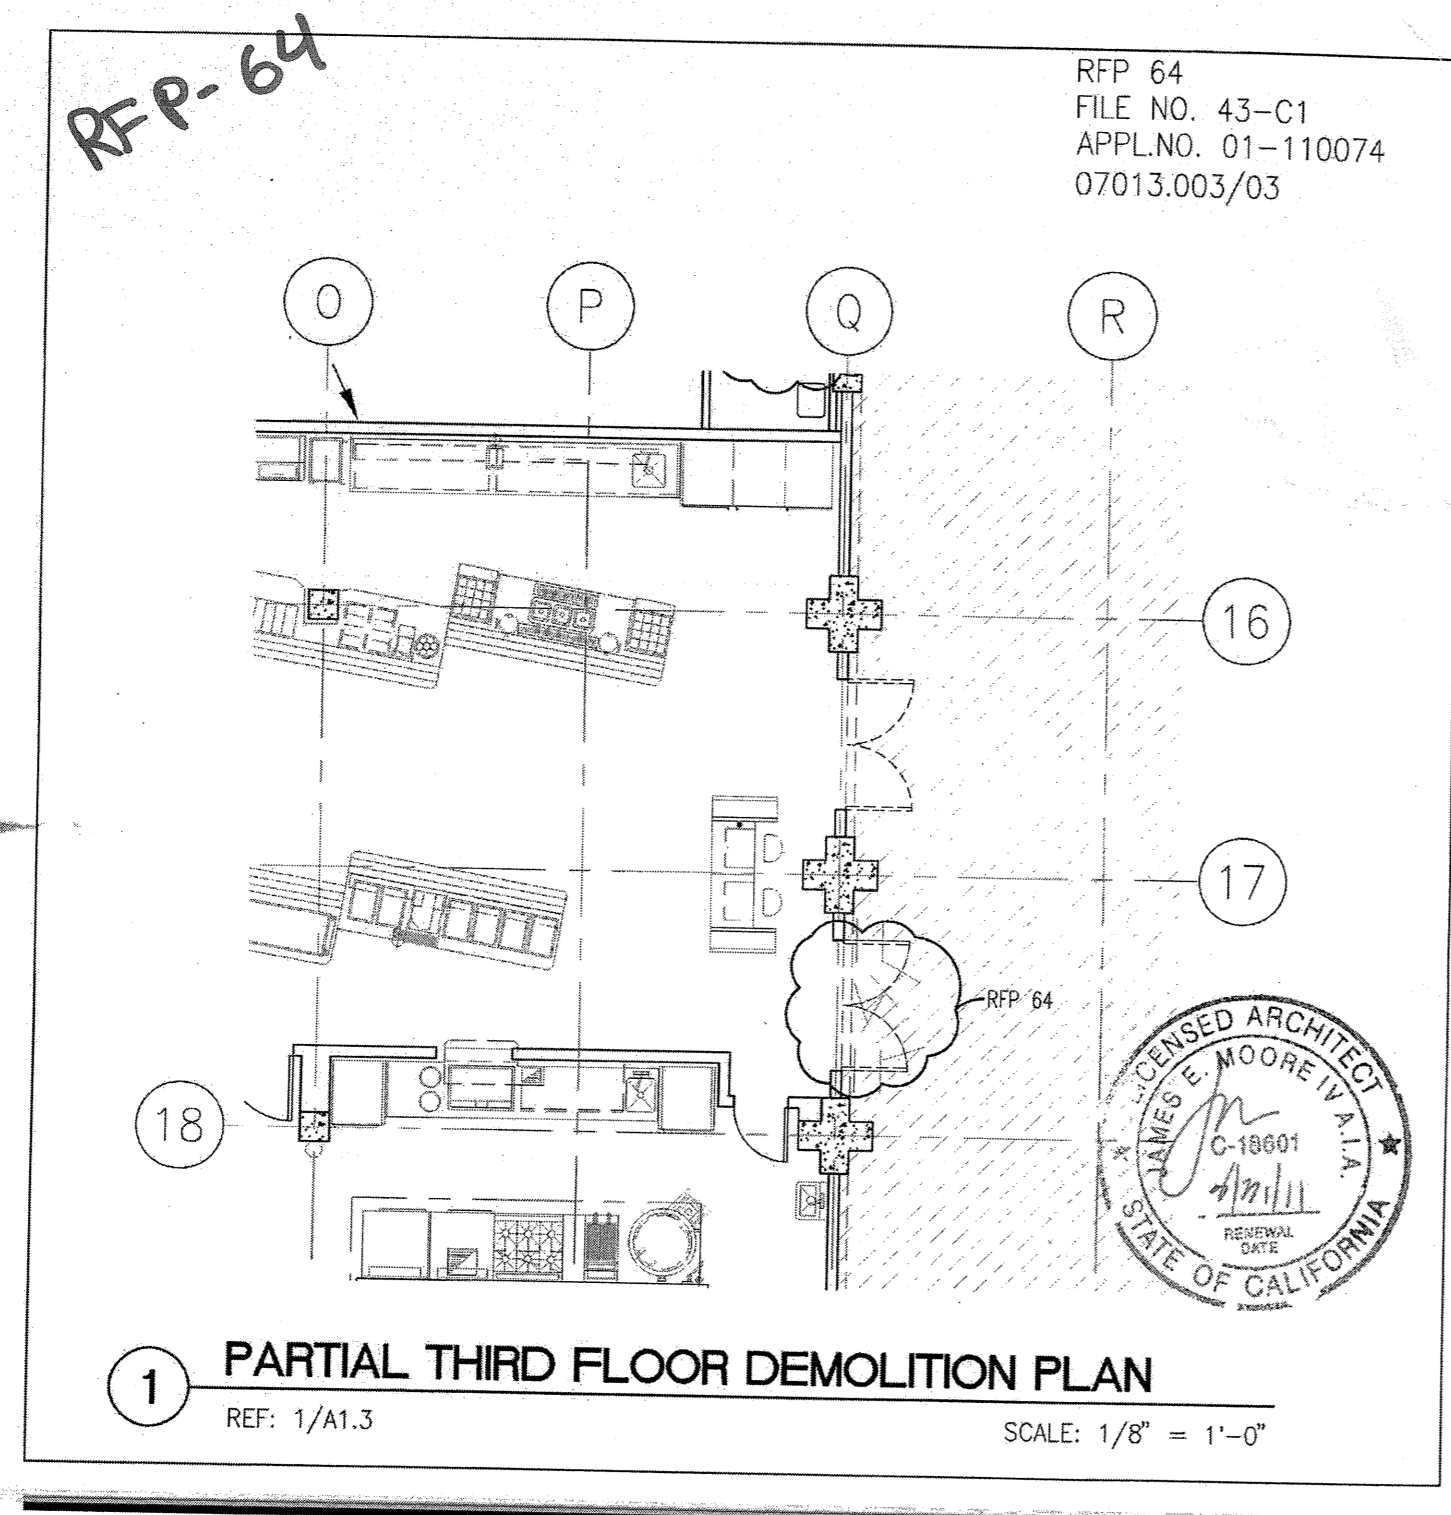 RFP-64
RFP 64
FILE NO. 43-C1
APPL.NO. 01-110074
07013.003/03
O
P
Q
R
16
17
RFP 64
18
LICENSED ARCHITECT
JAMES E. MOORE IV A.I.A.
C-18601
RENEWAL
DATE
STATE OF CALIFORNIA
1
PARTIAL THIRD FLOOR DEMOLITION PLAN
REF: 1/A1.3
SCALE: 1/8" = 1'-0"